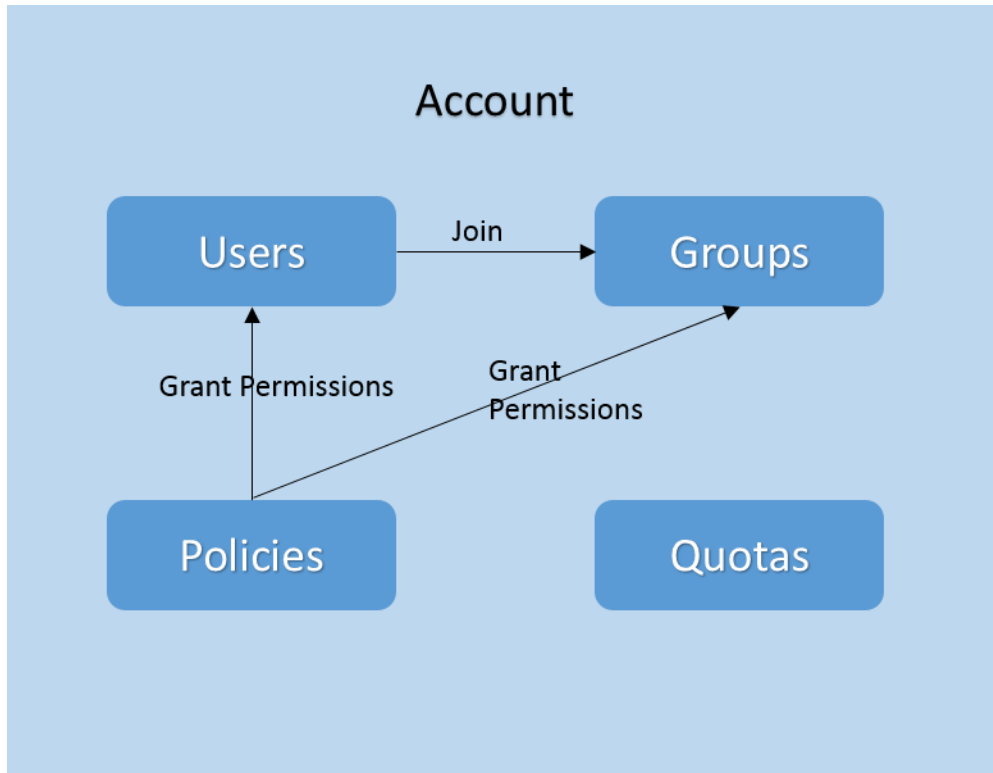 Account
Users
Join
Groups
Grant Permissions
Grant
Permissions
Policies
Quotas